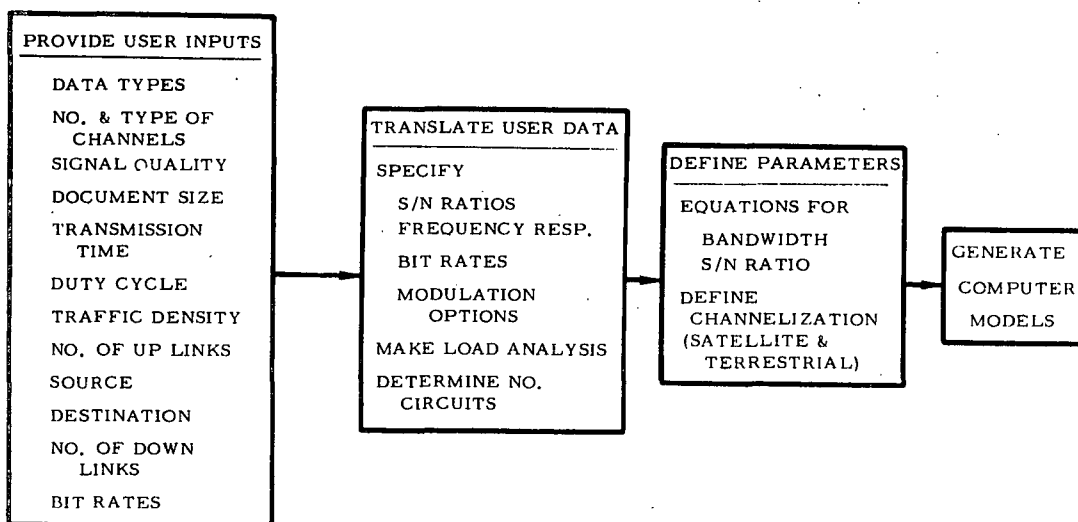 PROVIDE USER INPUTS
DATA TYPES
NO. & TYPE OF
CHANNELS
SIGNAL QUALITY
DOCUMENT SIZE
TRANSMISSION
TIME
DUTY CYCLE
TRAFFIC DENSITY
NO. OF UP LINKS
SOURCE
DESTINATION
NO. OF DOWN
LINKS
BIT RATES
TRANSLATE USER DATA
SPECIFY
S/N RATIOS
FREQUENCY RESP.
BIT RATES
MODULATION
OPTIONS
MAKE LOAD ANALYSIS
DETERMINE NO.
CIRCUITS
DEFINE PARAMETERS
EQUATIONS FOR
BANDWIDTH
S/N RATIO
DEFINE
CHANNELIZATION
(SATELLITE &
TERRESTRIAL)
GENERATE
COMPUTER
MODELS